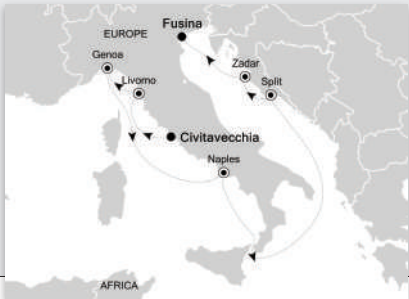 Fusina
EUROPE
Genoa
Zadar
Livorno
Split
Civitavecchia
Naples
AFRICA